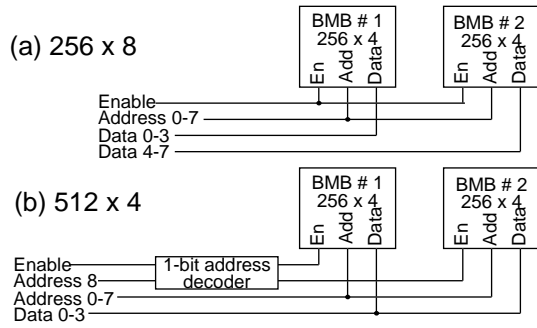 (a) 256 x 8
BMB # 1
256 x 4
En Add Data
BMB # 2
256 x 4
En Add Data
Enable
Address 0-7
Data 0-3
Data 4-7
(b) 512 x 4
BMB # 1
256 x 4
En Add Data
BMB # 2
256 x 4
En Add Data
Enable
Address 8
1-bit address
decoder
Address 0-7
Data 0-3